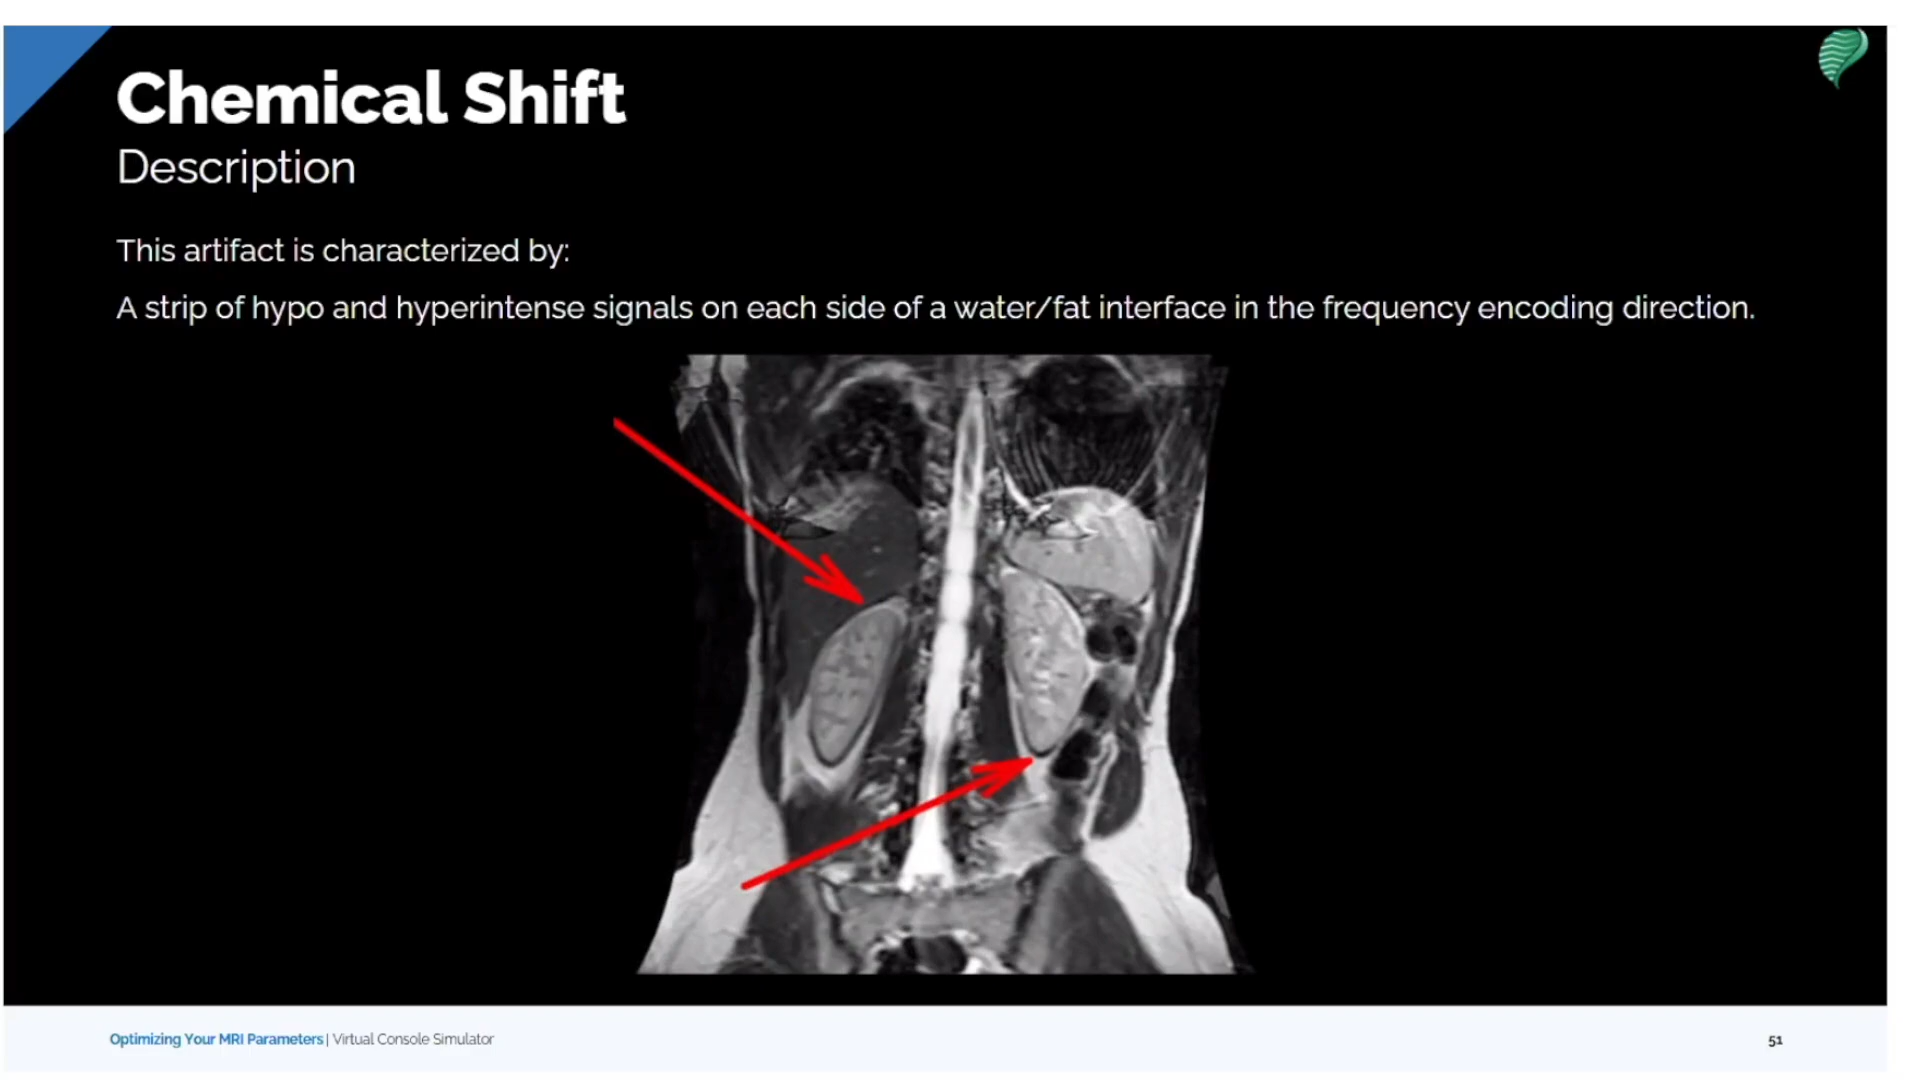 Chemical Shift
Description
This artifact is characterized by:
A strip of hypo and hyperintense signals on each side of a water/fat interface in the frequency encoding direction.
Optimizing Your MRI Parameters | Virtual Console Simulator
51